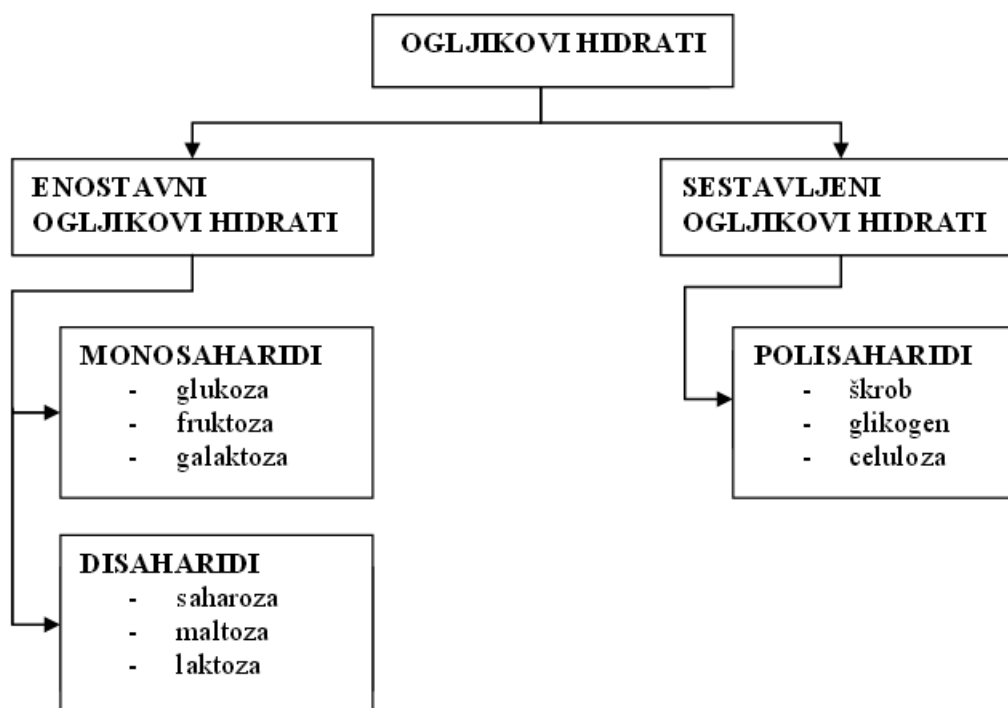 OGLJIKOVI HIDRATI
ENOSTAVNI
OGLJIKOVI HIDRATI
SESTAVLJENI
OGLJIKOVI HIDRATI
MONOSAHARIDI
- glukoza
- fruktoza
- galaktoza
POLISAHARIDI
- škrob
- glikogen
- celuloza
DISAHARIDI
- saharoza
- maltoza
- laktoza